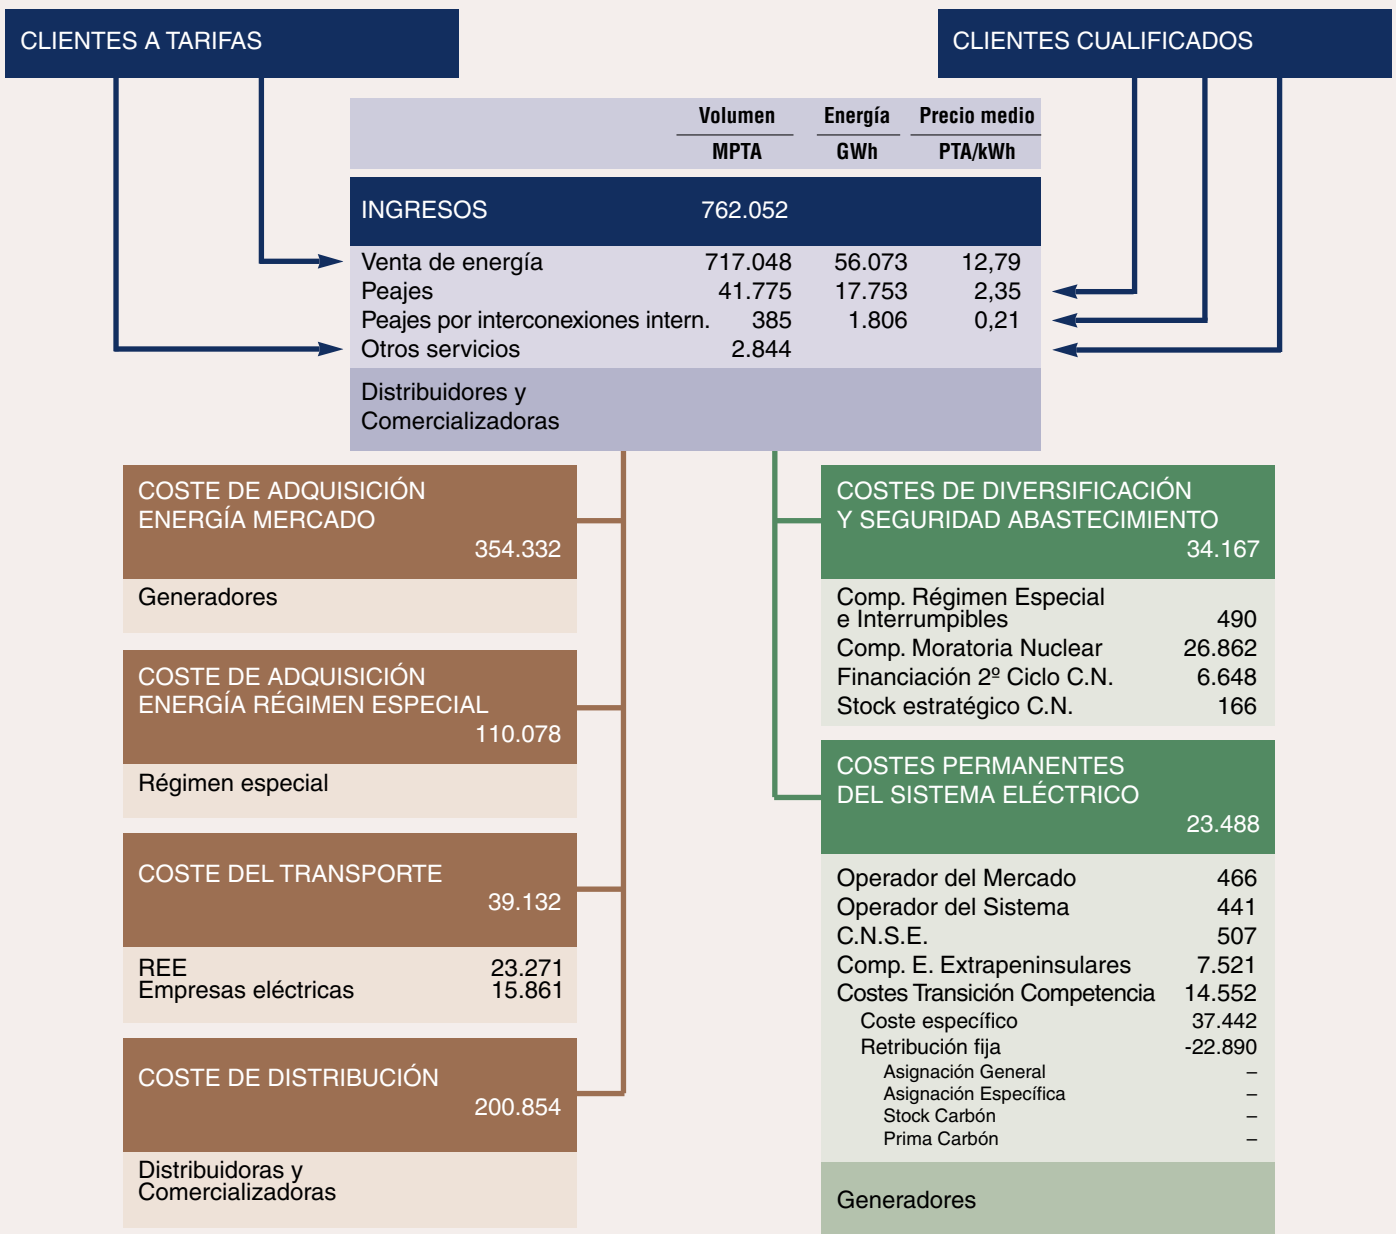 CLIENTES A TARIFAS
CLIENTES CUALIFICADOS
Volumen Energía Precio medio
MPTA GWh PTA/kWh
INGRESOS 762.052
Venta de energía 717.048 56.073 12,79
Peajes 41.775 17.753 2,35
Peajes por interconexiones intern. 385 1.806 0,21
Otros servicios 2.844
Distribuidores y
Comercializadoras
COSTE DE ADQUISICIÓN
ENERGÍA MERCADO
354.332
Generadores
COSTE DE ADQUISICIÓN
ENERGÍA RÉGIMEN ESPECIAL
110.078
Régimen especial
COSTE DEL TRANSPORTE
39.132
REE 23.271
Empresas eléctricas 15.861
COSTE DE DISTRIBUCIÓN
200.854
Distribuidoras y
Comercializadoras
COSTES DE DIVERSIFICACIÓN
Y SEGURIDAD ABASTECIMIENTO
34.167
Comp. Régimen Especial
e Interrumpibles 490
Comp. Moratoria Nuclear 26.862
Financiación 2º Ciclo C.N. 6.648
Stock estratégico C.N. 166
COSTES PERMANENTES
DEL SISTEMA ELÉCTRICO
23.488
Operador del Mercado 466
Operador del Sistema 441
C.N.S.E. 507
Comp. E. Extrapeninsulares 7.521
Costes Transición Competencia 14.552
Coste específico 37.442
Retribución fija -22.890
Asignación General –
Asignación Específica –
Stock Carbón –
Prima Carbón –
Generadores